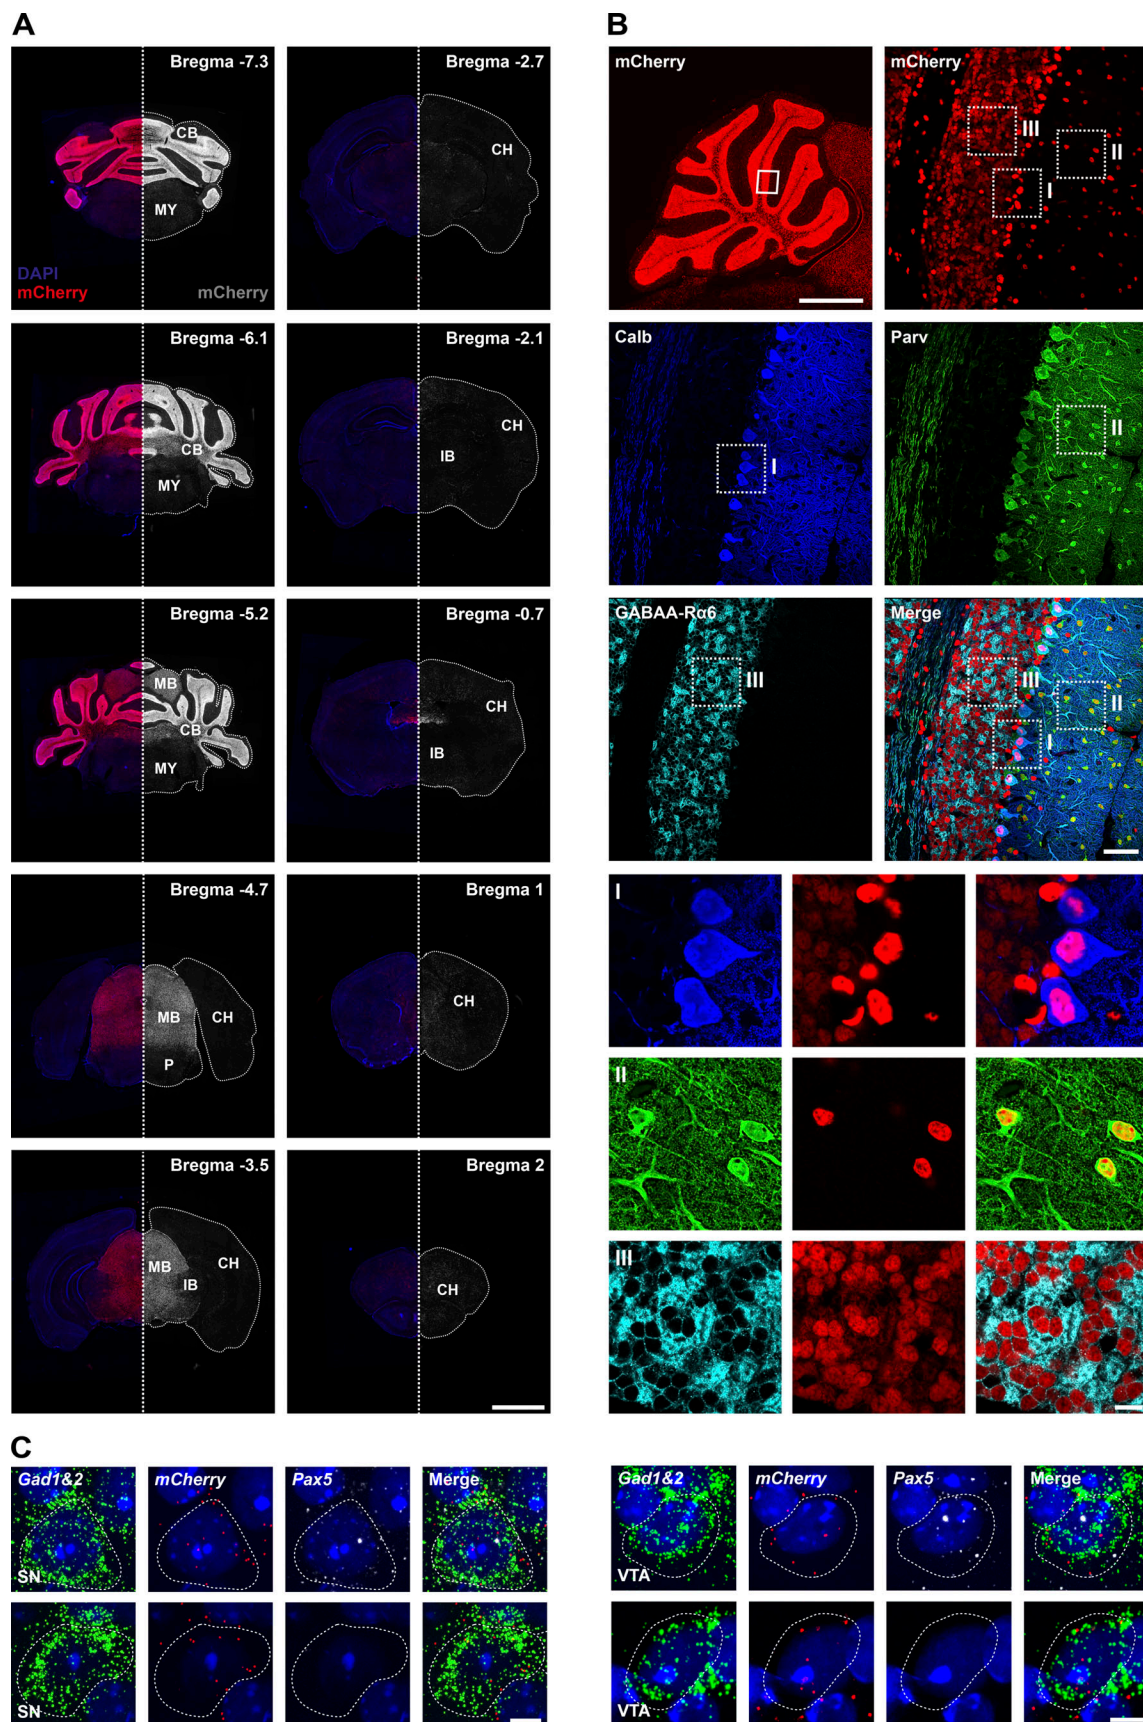 A
Bregma -7.3
CB
MY
DAPI
mCherry
mCherry
Bregma -2.7
CH
Bregma -6.1
CB
MY
Bregma -2.1
CH
IB
Bregma -5.2
MB
CB
MY
Bregma -0.7
CH
IB
Bregma -4.7
MB
CH
P
Bregma 1
CH
Bregma -3.5
MB
IB
CH
Bregma 2
CH
B
mCherry
mCherry
III
II
I
Calb
I
Parv
II
GABAA-Rα6
III
Merge
III
II
I
I
II
III
C
Gad1&2
mCherry
Pax5
Merge
SN
SN
Gad1&2
mCherry
Pax5
Merge
VTA
VTA